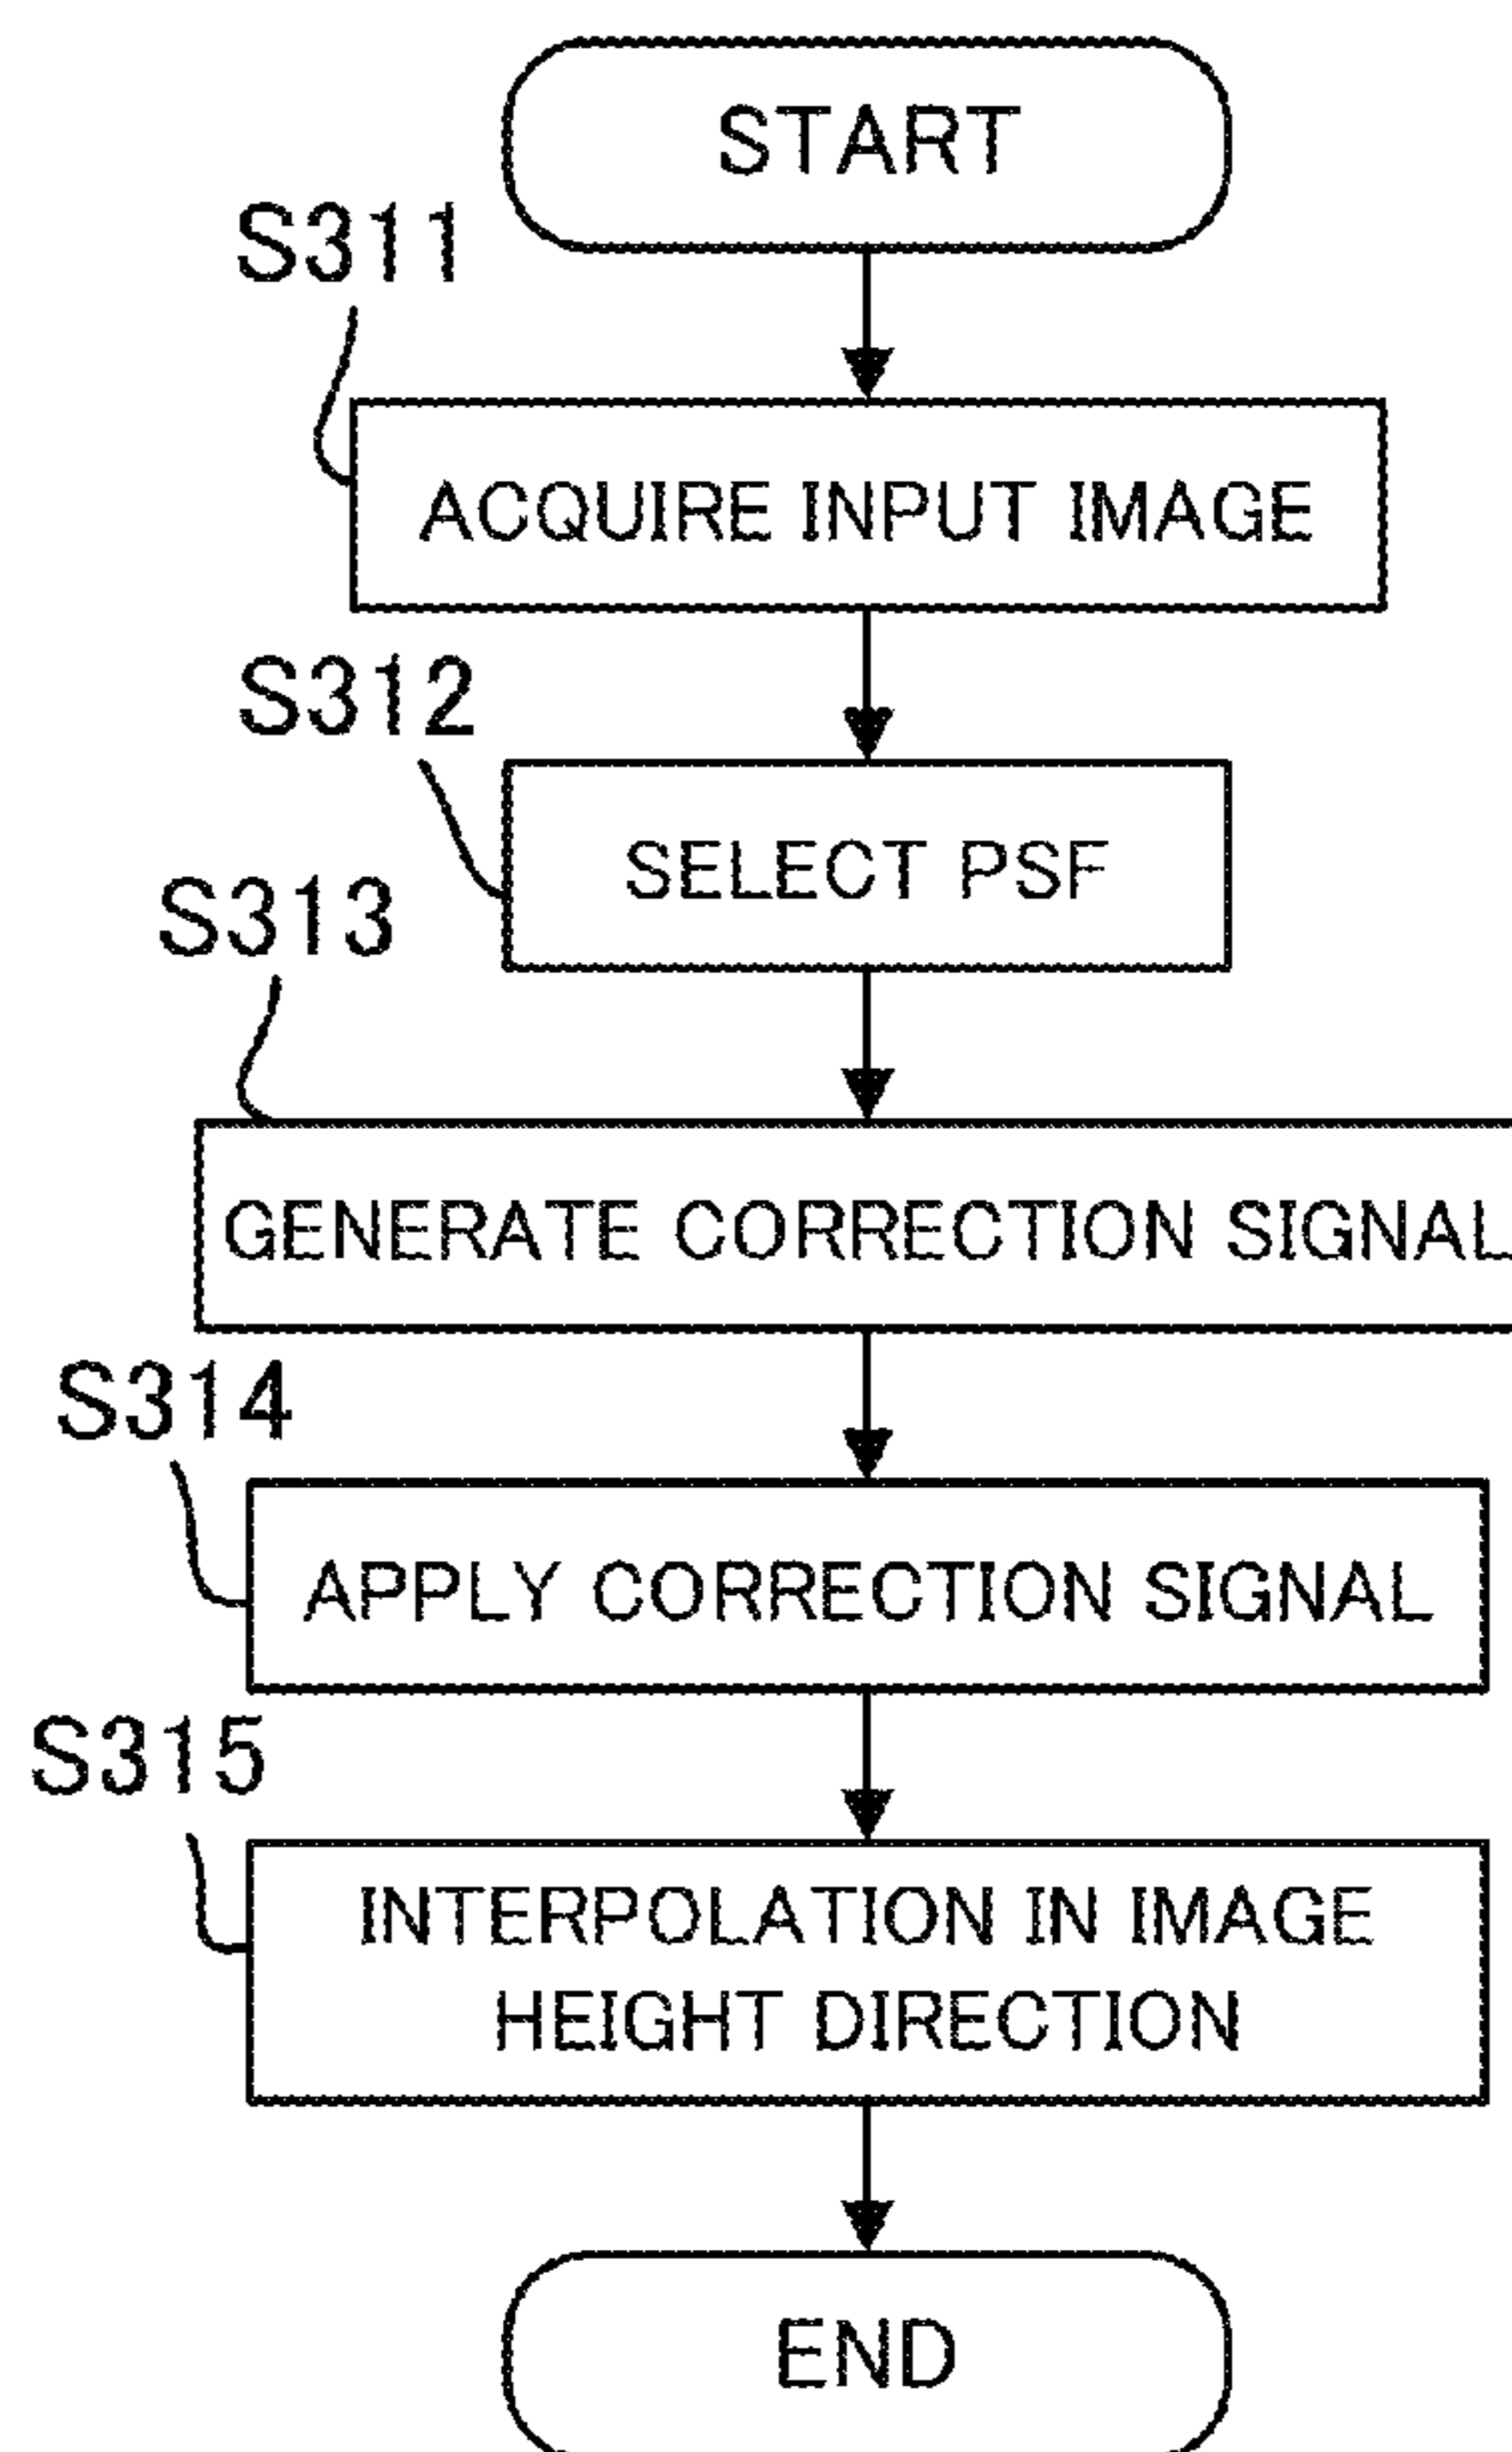 START
S311
ACQUIRE INPUT IMAGE
S312
SELECT PSF
S313
GENERATE CORRECTION SIGNAL
S314
APPLY CORRECTION SIGNAL
S315
INTERPOLATION IN IMAGE
HEIGHT DIRECTION
END